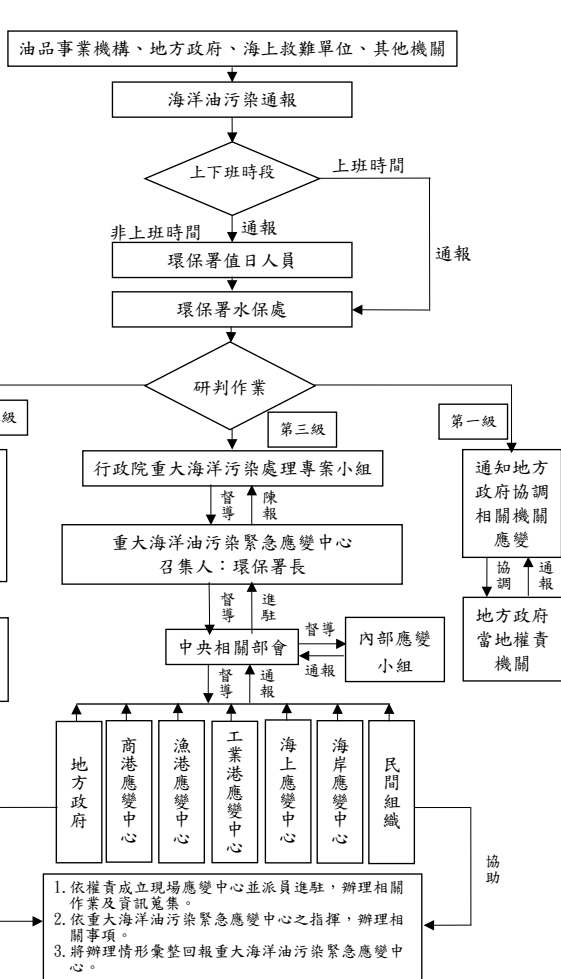 油品事業機構、地方政府、海上救難單位、其他機關
海洋油污染通報
上下班時段
上班時間
非上班時間
通報
通報
環保署值日人員
環保署水保處
研判作業
級
第三級
第一級
行政院重大海洋污染處理專案小組
督導
陳報
重大海洋油污染緊急應變中心
召集人：環保署長
督導
進駐
中央相關部會
督導
通報
內部應變
小組
督導
通報
通知地方
政府協調
相關機關
應變
協調
通報
地方政府
當地權責
機關
地方政府
商港應變中心
漁港應變中心
工業港應變中心
海上應變中心
海岸應變中心
民間組織
協助
1.依權責成立現場應變中心並派員進駐，辦理相關
作業及資訊蒐集。
2.依重大海洋油污染緊急應變中心之指揮，辦理相
關事項。
3.將辦理情形彙整回報重大海洋油污染緊急應變中
心。